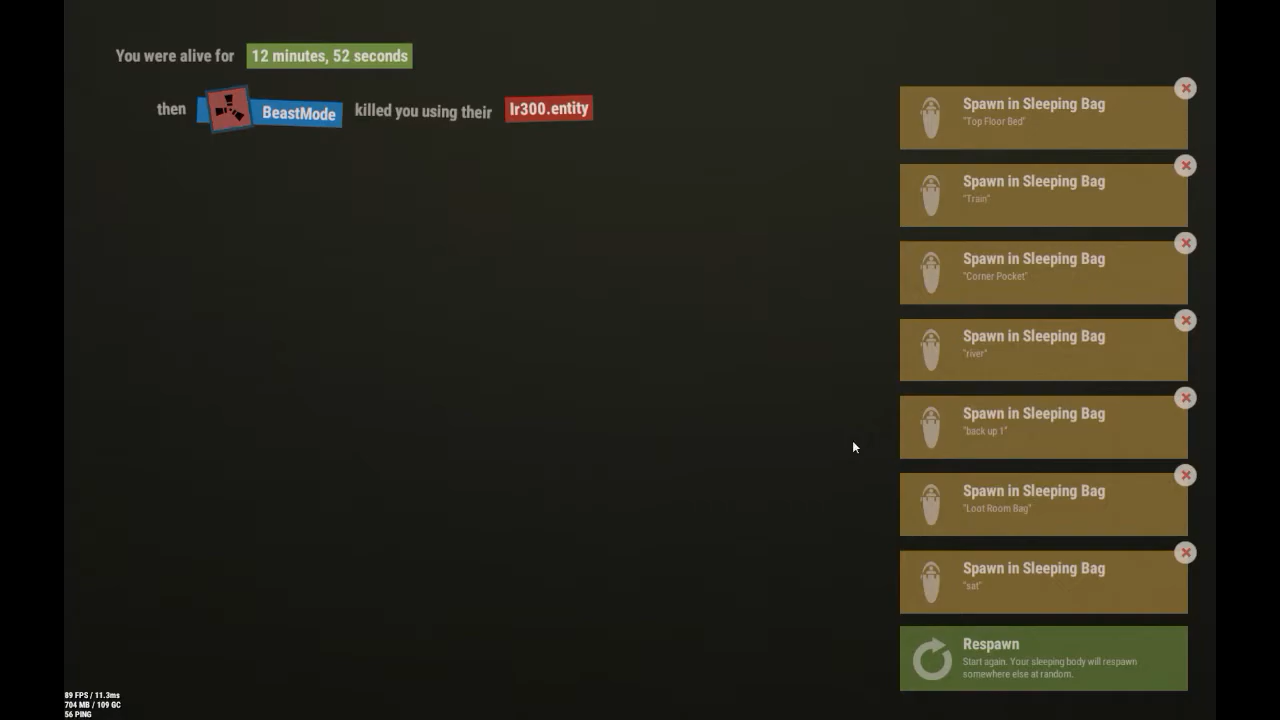 You were alive for 12 minutes, 52 seconds
then BeastMode killed you using their lr300.entity
Spawn in Sleeping Bag
"Top Floor Bed"
Spawn in Sleeping Bag
"Train"
Spawn in Sleeping Bag
"Corner Pocket"
Spawn in Sleeping Bag
"river"
Spawn in Sleeping Bag
"back up 1"
Spawn in Sleeping Bag
"Loot Room Bag"
Spawn in Sleeping Bag
"sat"
Respawn
Start again. Your sleeping body will respawn
somewhere else at random.
89 FPS / 11.3ms
704 MB / 109 GC
56 PING